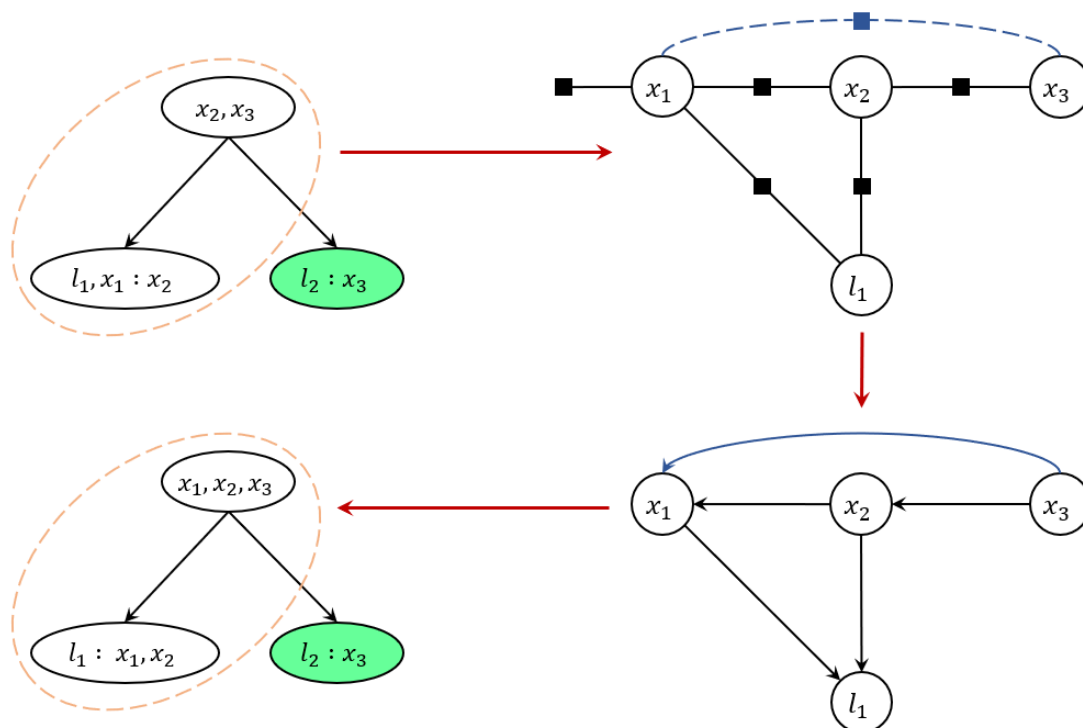 x₂, x₃
l₁, x₁ : x₂
l₂ : x₃
x₁
x₂
x₃
l₁
x₁, x₂, x₃
l₁ : x₁, x₂
l₂ : x₃
x₁
x₂
x₃
l₁